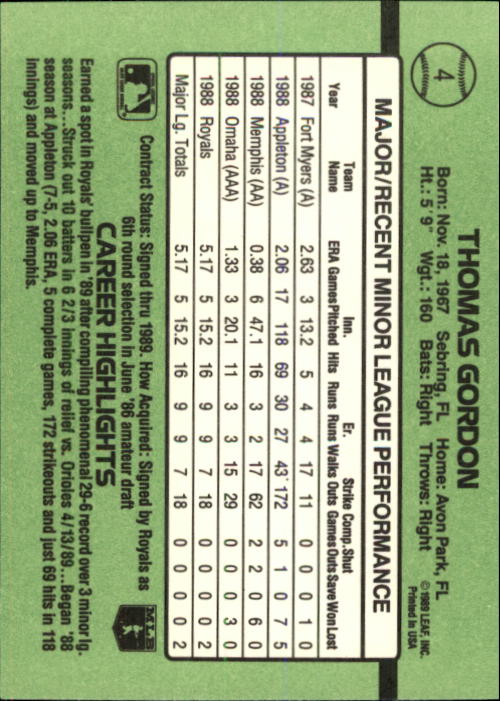 4
THOMAS GORDON
Born: Nov. 18, 1967   Sebring, FL   Home: Avon Park, FL
Ht.: 5'9"   Wgt.: 160   Bats: Right   Throws: Right
© 1989 LEAF, INC.
Printed in USA
MAJOR/RECENT MINOR LEAGUE PERFORMANCE
Team Inn. Er. Strike Comp. Shut
Year Name ERA Games Pitched Hits Runs Runs Walks Outs Games Outs Save Won Lost
1987 Fort Myers (A) 2.63 3 13.2 5 4 4 17 11 0 0 0 1 0
1988 Appleton (A) 2.06 17 118 69 30 27 43 172 5 1 0 7 5
1988 Memphis (AA) 0.38 6 47.1 16 3 2 17 62 2 2 0 6 0
1988 Omaha (AAA) 1.33 3 20.1 11 3 3 15 29 0 0 0 3 0
1988 Royals 5.17 5 15.2 16 9 9 7 18 0 0 0 0 2
Major Lg. Totals 5.17 5 15.2 16 9 9 7 18 0 0 0 0 2
Contract Status: Signed thru 1989. How Acquired: Signed by Royals as
6th round selection in June '86 amateur draft
CAREER HIGHLIGHTS
MLB
Earned a spot in Royals' bullpen in '89 after compiling phenomenal 29-6 record over 3 minor lg.
seasons...Struck out 10 batters in 6 2/3 innings of relief vs. Orioles 4/13/89...Began '88
season at Appleton (7-5, 2.06 ERA, 5 complete games, 172 strikeouts and just 69 hits in 118
innings) and moved up to Memphis.